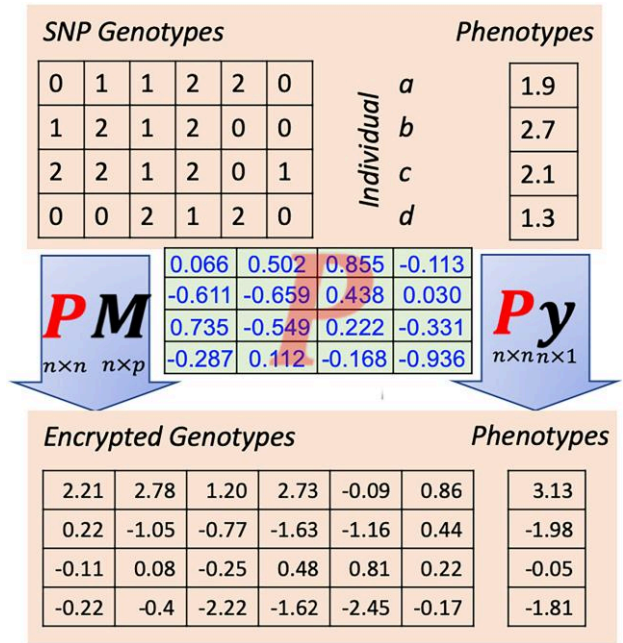 SNP Genotypes Phenotypes
0 1 1 2 2 0 a 1.9
1 2 1 2 0 0 b 2.7
2 2 1 2 0 1 c 2.1
0 0 2 1 2 0 d 1.3
Individual
0.066 0.502 0.855 -0.113
-0.611 -0.659 0.438 0.030
0.735 -0.549 0.222 -0.331
-0.287 0.112 -0.168 -0.936
P
PM
n×n n×p
Py
n×n n×1
Encrypted Genotypes Phenotypes
2.21 2.78 1.20 2.73 -0.09 0.86 3.13
0.22 -1.05 -0.77 -1.63 -1.16 0.44 -1.98
-0.11 0.08 -0.25 0.48 0.81 0.22 -0.05
-0.22 -0.4 -2.22 -1.62 -2.45 -0.17 -1.81